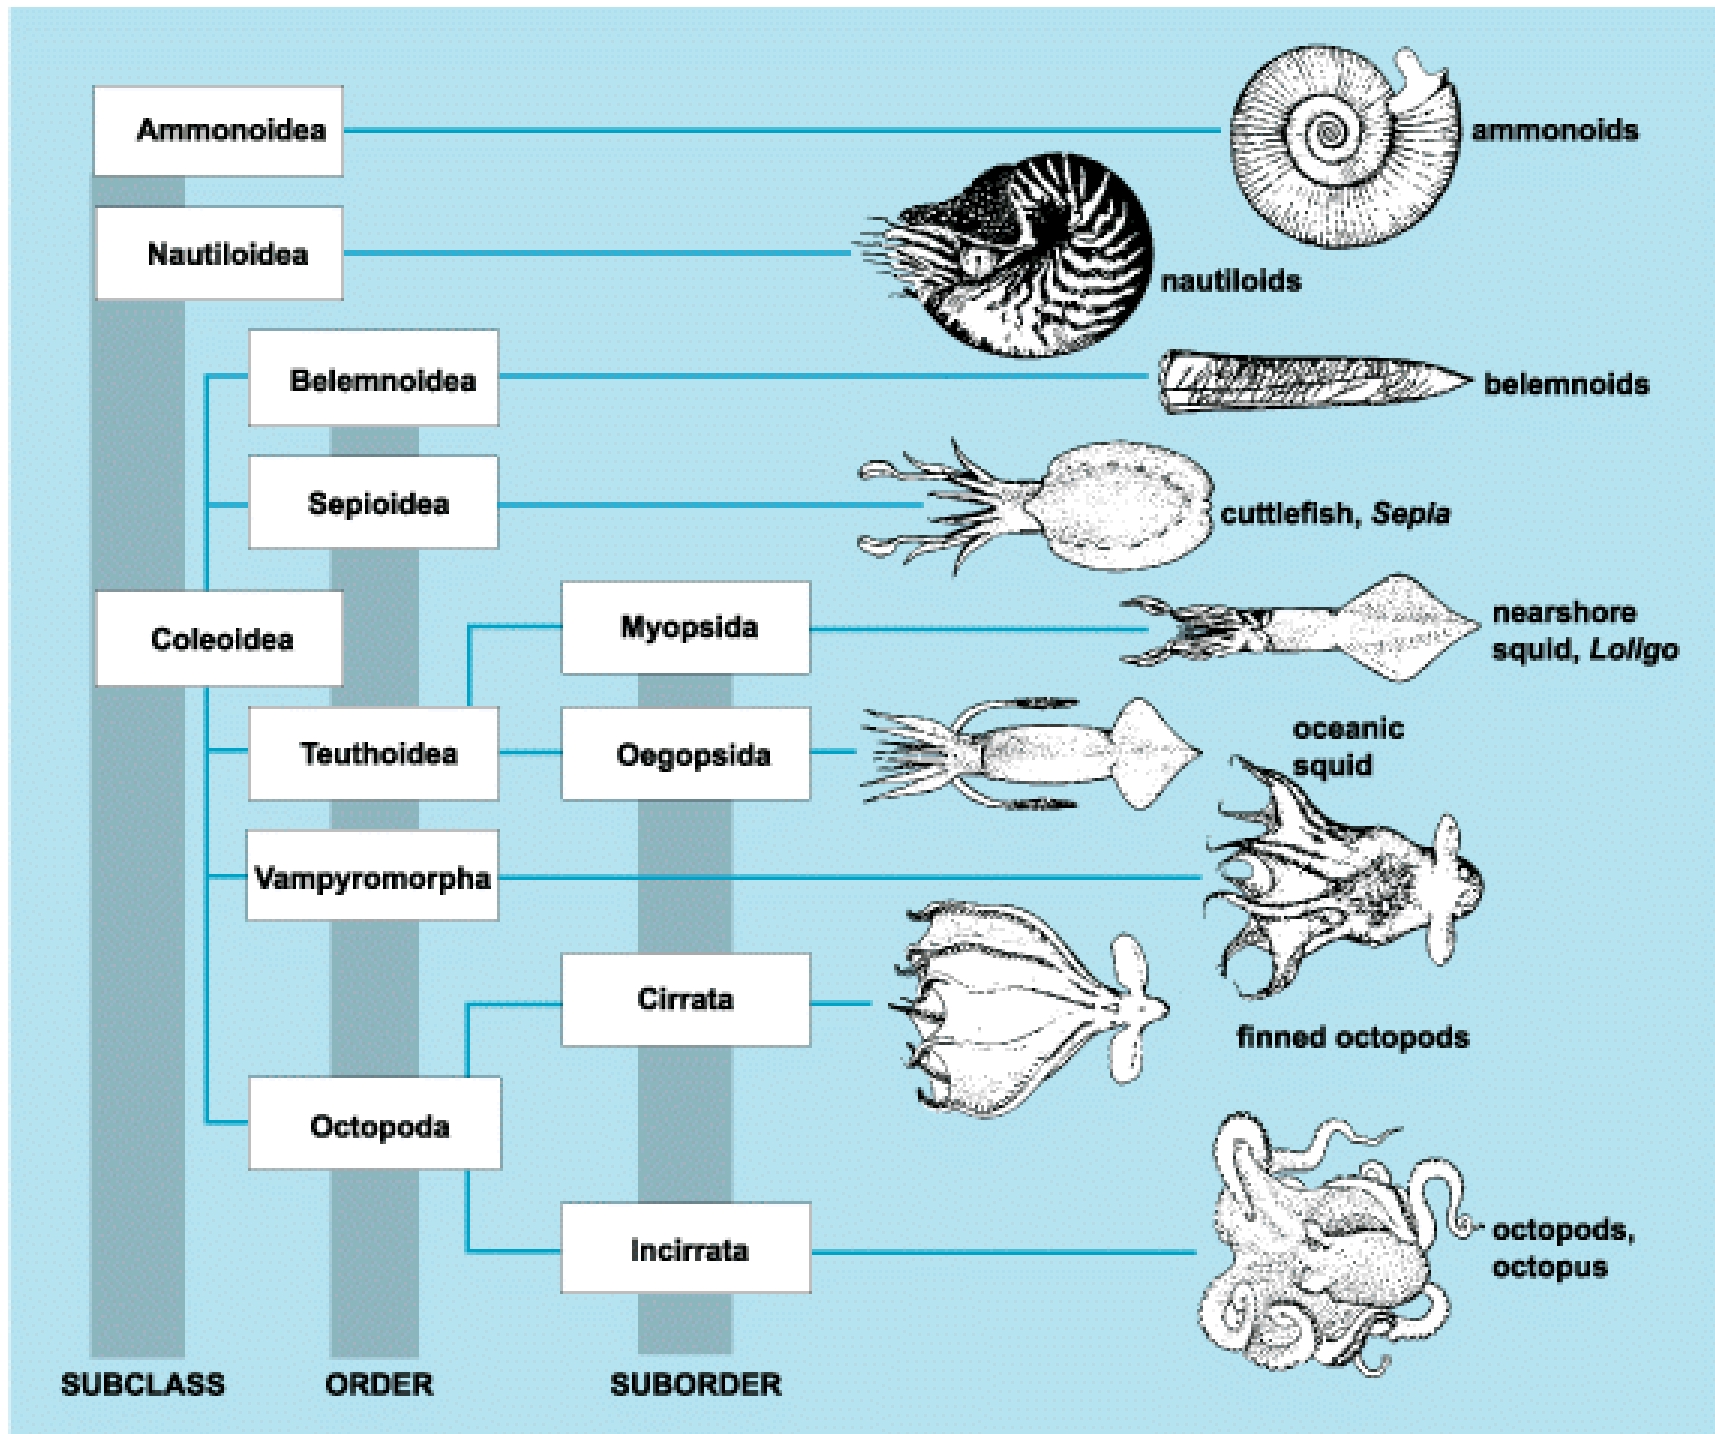 Ammonoidea
ammonoids
Nautiloidea
nautiloids
Belemnoidea
belemnoids
Sepioidea
cuttlefish, Sepia
Coleoidea
Myopsida
nearshore
squid, Loligo
Teuthoidea
Oegopsida
oceanic
squid
Vampyromorpha
Cirrata
finned octopods
Octopoda
Incirrata
octopods,
octopus
SUBCLASS
ORDER
SUBORDER